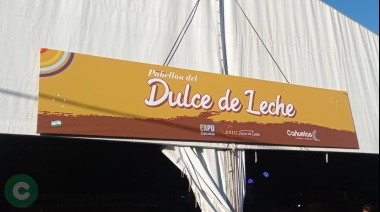 Pabellón del
Dulce de Leche
EXPO
Cañuelas
C